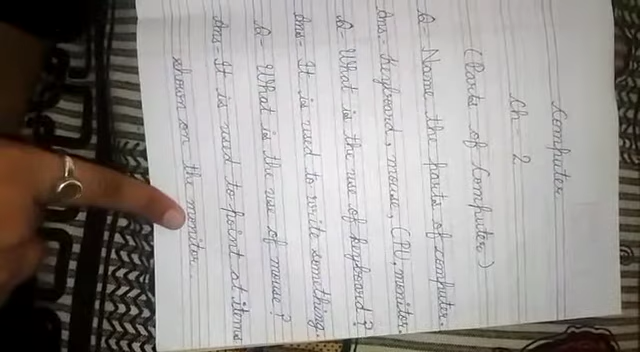 Computer
Ch - 2
(Parts of Computer)
Q- Name the parts of computer.
Ans- Keyboard, mouse, CPU, monitor.
Q- What is the use of keyboard?
Ans- It is used to write something
Q- What is the use of mouse?
Ans- It is used to point at items
shown on the monitor.